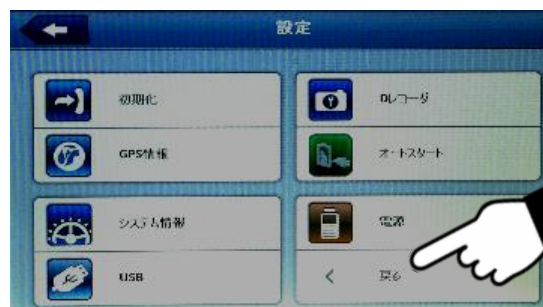 設定
初期化
Dレコーダ
GPS情報
オートスタート
システム情報
電源
USB
戻る